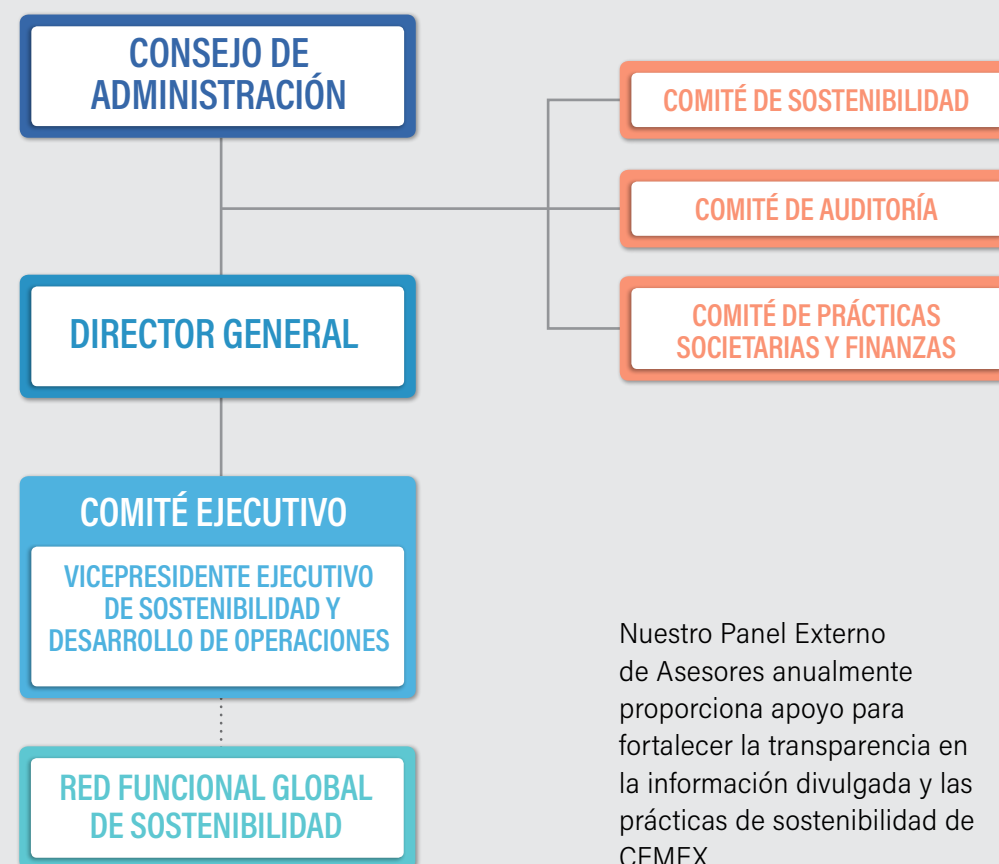 CONSEJO DE
ADMINISTRACIÓN
COMITÉ DE SOSTENIBILIDAD
COMITÉ DE AUDITORÍA
COMITÉ DE PRÁCTICAS
SOCIETARIAS Y FINANZAS
DIRECTOR GENERAL
COMITÉ EJECUTIVO
VICEPRESIDENTE EJECUTIVO
DE SOSTENIBILIDAD Y
DESARROLLO DE OPERACIONES
RED FUNCIONAL GLOBAL
DE SOSTENIBILIDAD
Nuestro Panel Externo
de Asesores anualmente
proporciona apoyo para
fortalecer la transparencia en
la información divulgada y las
prácticas de sostenibilidad de
CEMEX